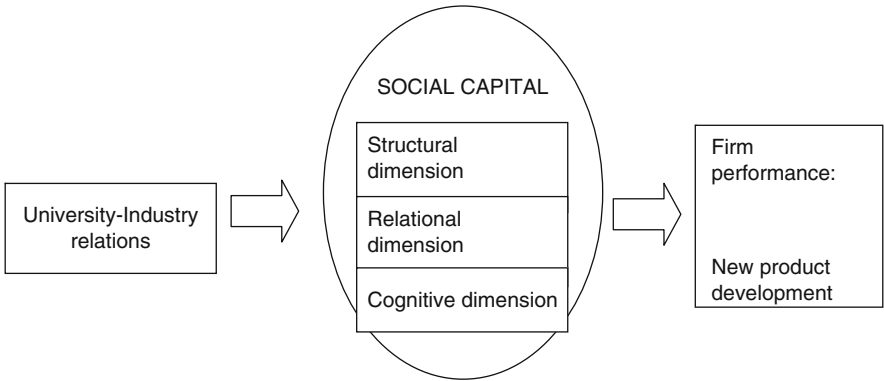 University-Industry
relations
SOCIAL CAPITAL
Structural
dimension
Relational
dimension
Cognitive dimension
Firm
performance:
New product
development